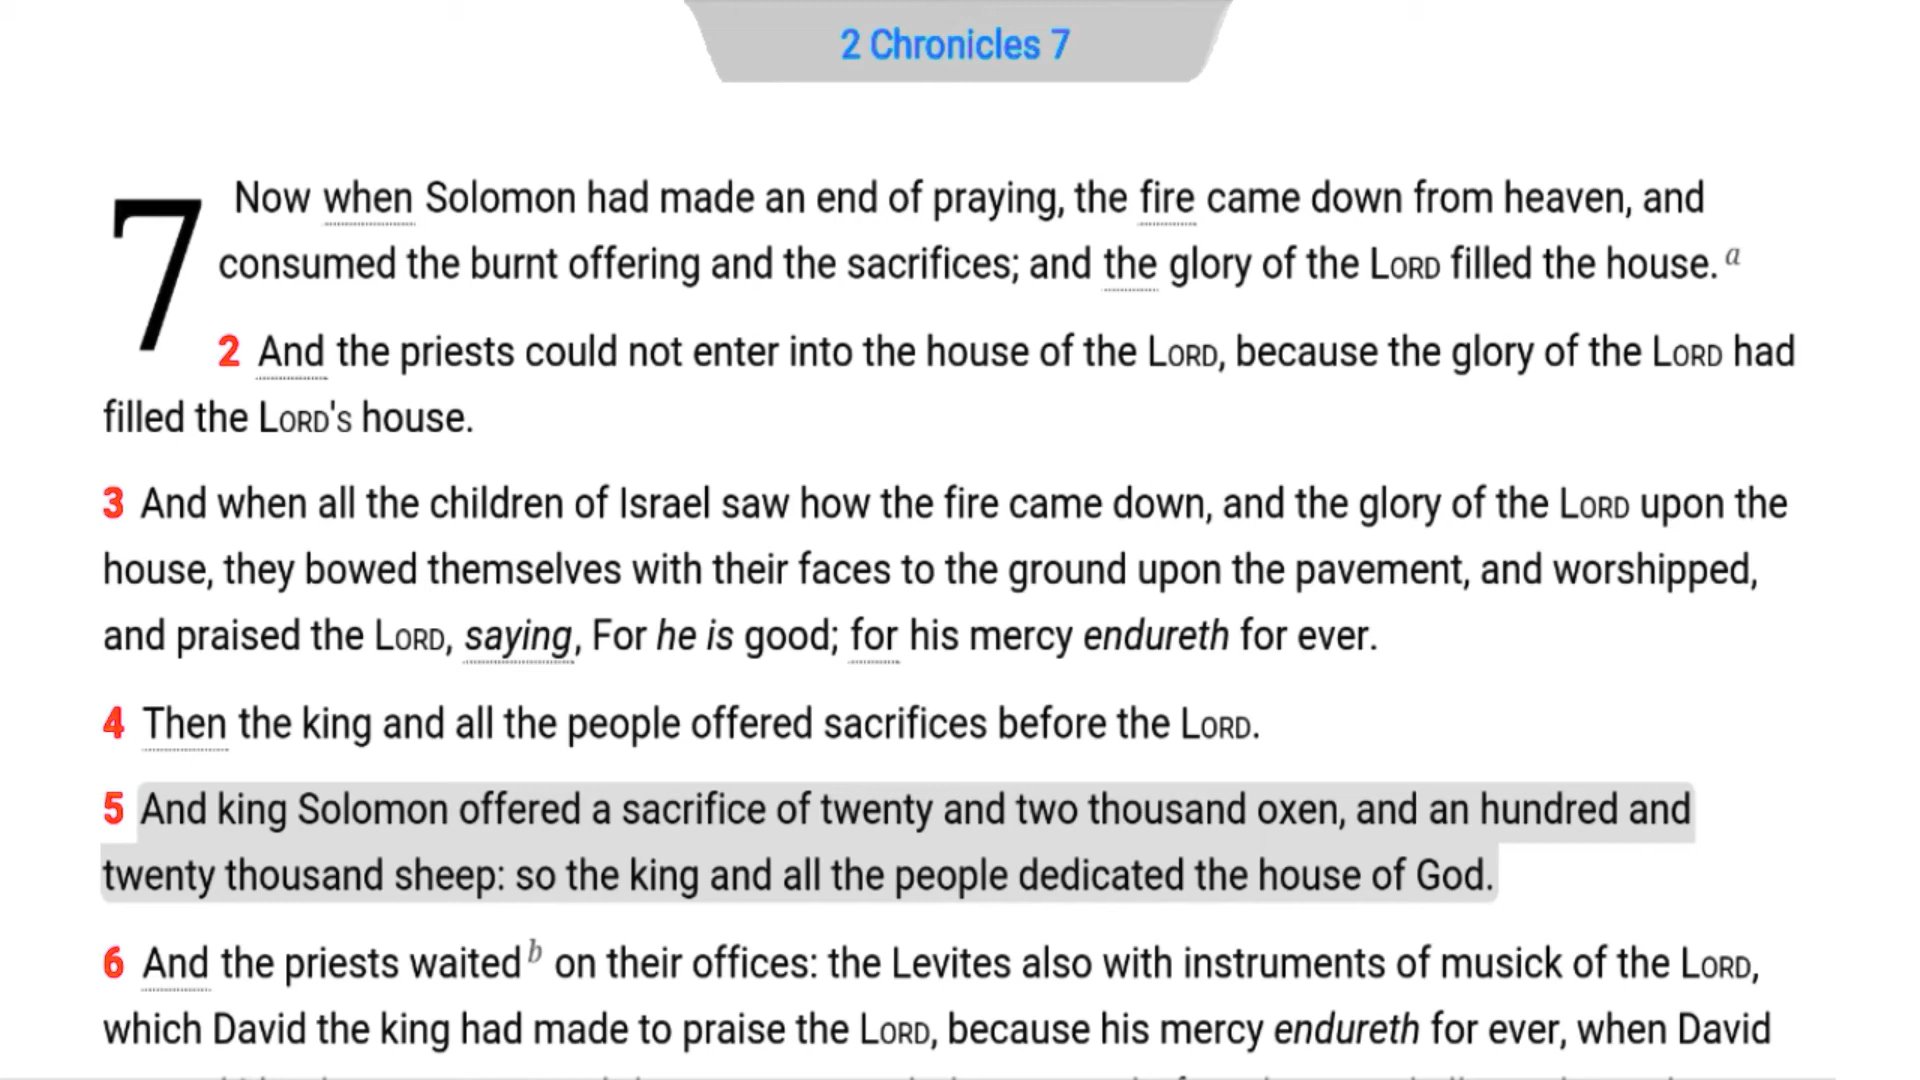 2 Chronicles 7
7 Now when Solomon had made an end of praying, the fire came down from heaven, and
consumed the burnt offering and the sacrifices; and the glory of the LORD filled the house. a
2 And the priests could not enter into the house of the LORD, because the glory of the LORD had
filled the LORD's house.
3 And when all the children of Israel saw how the fire came down, and the glory of the LORD upon the
house, they bowed themselves with their faces to the ground upon the pavement, and worshipped,
and praised the LORD, saying, For he is good; for his mercy endureth for ever.
4 Then the king and all the people offered sacrifices before the LORD.
5 And king Solomon offered a sacrifice of twenty and two thousand oxen, and an hundred and
twenty thousand sheep: so the king and all the people dedicated the house of God.
6 And the priests waited b on their offices: the Levites also with instruments of musick of the LORD,
which David the king had made to praise the LORD, because his mercy endureth for ever, when David